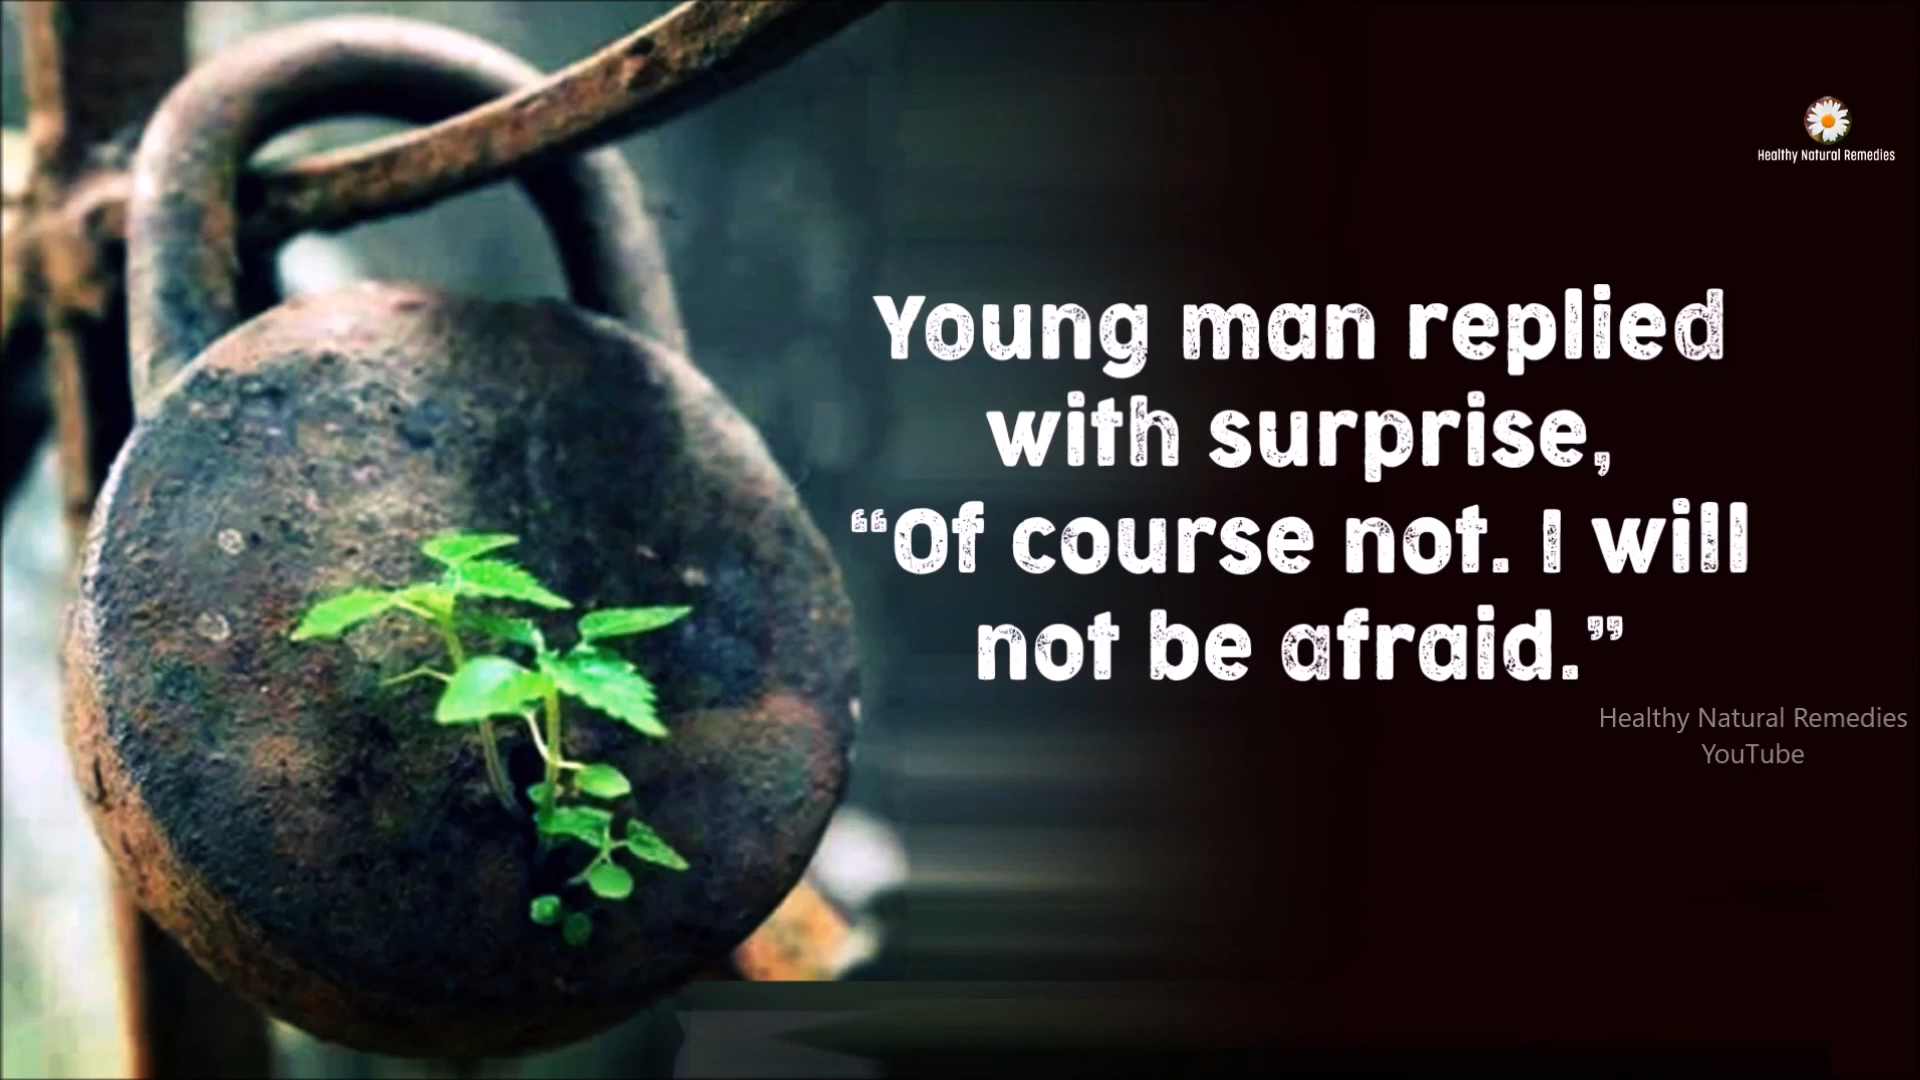 Healthy Natural Remedies
Young man replied
with surprise,
“Of course not. I will
not be afraid.”
Healthy Natural Remedies
YouTube